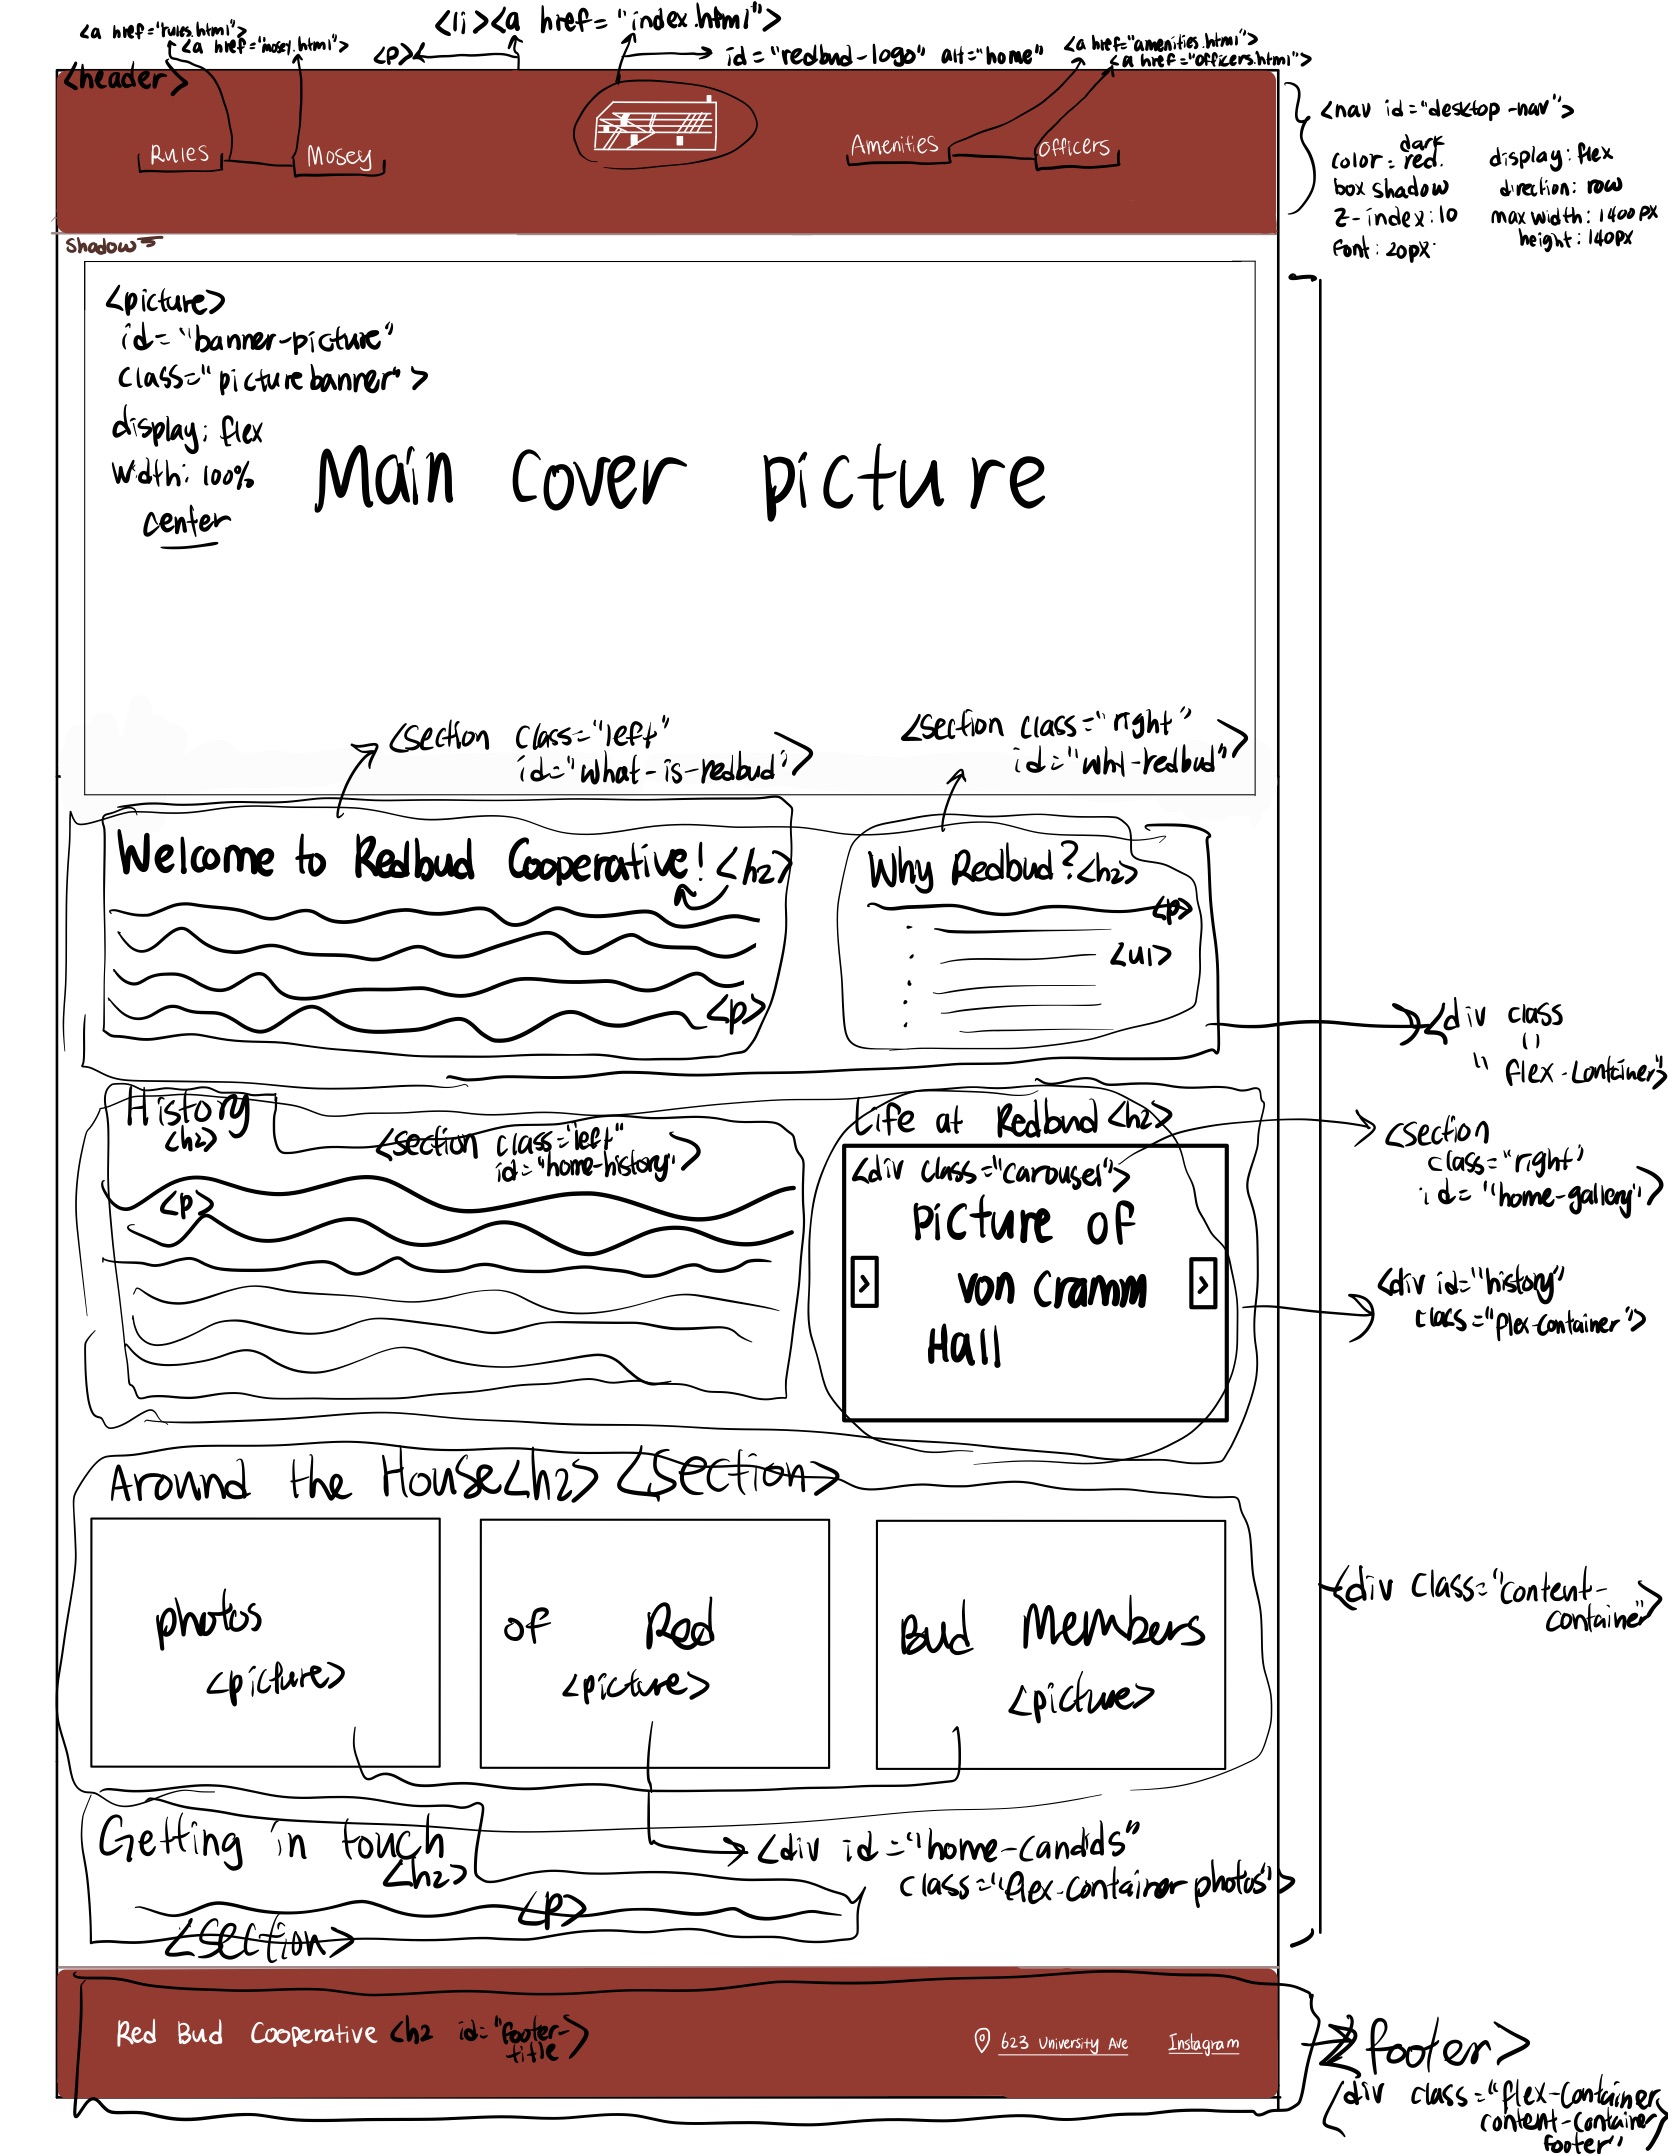 <a href="rules.html">
<a href="mosey.html">
<li><a href="index.html">
<p>
id="redbud-logo" alt="home"
<a href="amenities.html">
<a href="officers.html">
<header>
Rules
Mosey
Amenities
Officers
<nav id="desktop-nav">
color: dark red.
box shadow
z-index: 10
font: 20px
display: flex
direction: row
max width: 1400px
height: 140px
Shadow
<picture>
id="banner-picture"
class="picture banner">
display: flex
width: 100%
center
Main cover picture
<section class="left"
id="what-is-redbud">
<section class="right"
id="why-redbud">
Welcome to Redbud Cooperative! <h2>
<p>
Why Redbud? <h2>
<p>
<ul>
<div class
=
"flex-container">
History
<h2>
<section class="left"
id="home-history">
<p>
Life at Redbud <h2>
<div class="carousel">
Picture of
von Cramm
Hall
>
>
<section
class="right"
id="home-gallery">
<div id="history"
class="flex-container">
Around the House <h2> <section>
photos
<picture>
of Red
<picture>
Bud Members
<picture>
<div class="content-
container">
Getting in touch
<h2>
<p>
<section>
<div id="home-candids"
class="flex-container photos">
Red Bud Cooperative <h2 id="footer-
title">
623 University Ave
Instagram
<footer>
<div class="flex-container
content-container
footer">